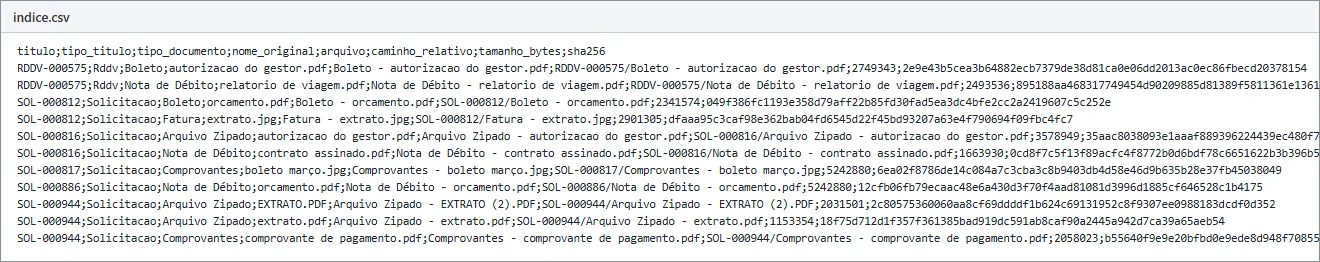 indice.csv
titulo;tipo_titulo;tipo_documento;nome_original;arquivo;caminho_relativo;tamanho_bytes;sha256
RDDV-000575;Rddv;Boleto;autorizacao do gestor.pdf;Boleto - autorizacao do gestor.pdf;RDDV-000575/Boleto - autorizacao do gestor.pdf;2749343;2e9e43b5cea3b64882ecb7379de38d81ca0e06dd2013ac0ec86fbecd20378154
RDDV-000575;Rddv;Nota de Débito;relatorio de viagem.pdf;Nota de Débito - relatorio de viagem.pdf;RDDV-000575/Nota de Débito - relatorio de viagem.pdf;2493536;895188aa468317749454d90209885d81389f5811361e1361
SOL-000812;Solicitacao;Boleto;orcamento.pdf;Boleto - orcamento.pdf;SOL-000812/Boleto - orcamento.pdf;2341574;049f386fc1193e358d79aff22b85fd30fad5ea3dc4bfe2cc2a2419607c5c252e
SOL-000812;Solicitacao;Fatura;extrato.jpg;Fatura - extrato.jpg;SOL-000812/Fatura - extrato.jpg;2901305;dfaaa95c3caf98e362bab04fd6545d22f45bd93207a63e4f790694f09fbc4fc7
SOL-000816;Solicitacao;Arquivo Zipado;autorizacao do gestor.pdf;Arquivo Zipado - autorizacao do gestor.pdf;SOL-000816/Arquivo Zipado - autorizacao do gestor.pdf;3578949;35aac8038093e1aaaf889396224439ec480f7
SOL-000816;Solicitacao;Nota de Débito;contrato assinado.pdf;Nota de Débito - contrato assinado.pdf;SOL-000816/Nota de Débito - contrato assinado.pdf;1663930;0cd8f7c5f13f89acfc4f8772b0d6bdf78c6651622b3b396b5
SOL-000817;Solicitacao;Comprovantes;boleto março.jpg;Comprovantes - boleto março.jpg;SOL-000817/Comprovantes - boleto março.jpg;5242880;6ea02f8786de14c084a7c3cba3c8b9403db4d58e46d9b635b28e37fb45038049
SOL-000886;Solicitacao;Nota de Débito;orcamento.pdf;Nota de Débito - orcamento.pdf;SOL-000886/Nota de Débito - orcamento.pdf;5242880;12cfb06fb79ecaac48e6a430d3f70f4aad81081d3996d1885cf646528c1b4175
SOL-000944;Solicitacao;Arquivo Zipado;EXTRATO.PDF;Arquivo Zipado - EXTRATO (2).PDF;SOL-000944/Arquivo Zipado - EXTRATO (2).PDF;2031501;2c80575360060aa8cf69ddddf1b624c69131952c8f9307ee0988183dcdf0d352
SOL-000944;Solicitacao;Arquivo Zipado;extrato.pdf;Arquivo Zipado - extrato.pdf;SOL-000944/Arquivo Zipado - extrato.pdf;1153354;18f75d712d1f357f361385bad919dc591ab8caf90a2445a942d7ca39a65aeb54
SOL-000944;Solicitacao;Comprovantes;comprovante de pagamento.pdf;Comprovantes - comprovante de pagamento.pdf;SOL-000944/Comprovantes - comprovante de pagamento.pdf;2058023;b55640f9e9e20bfbd0e9ede8d948f70855